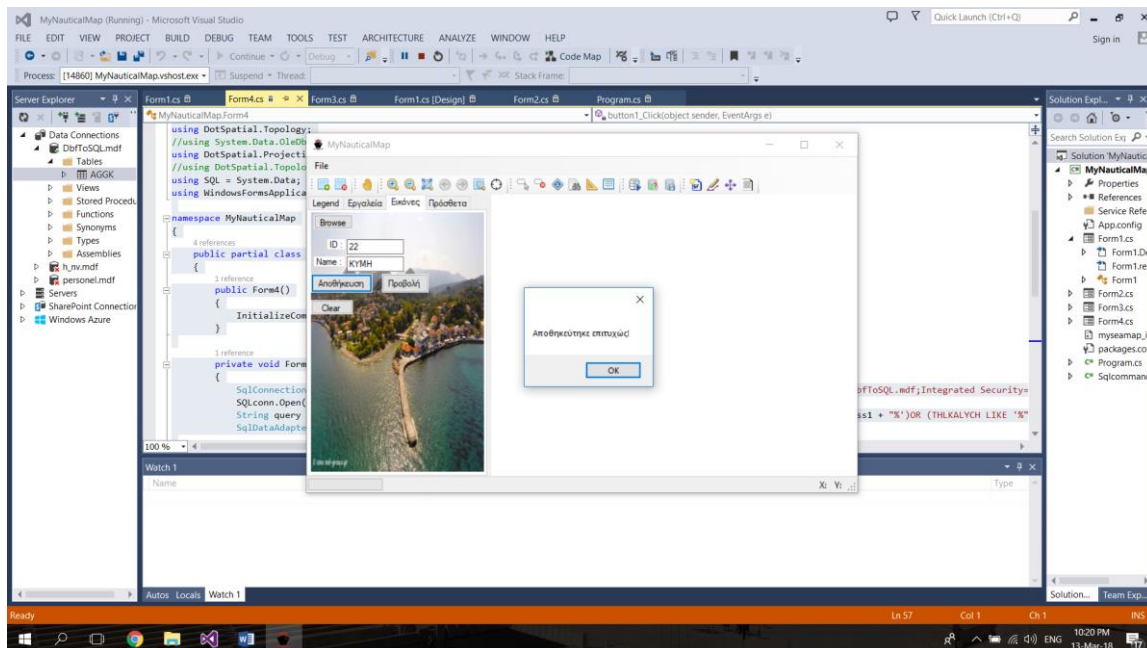 MyNauticalMap (Running) - Microsoft Visual Studio
Quick Launch (Ctrl+Q)
FILE EDIT VIEW PROJECT BUILD DEBUG TEAM TOOLS TEST ARCHITECTURE ANALYZE WINDOW HELP
Sign in
Continue Debug Code Map
Process: [14860] MyNauticalMap.vshost.exe Suspend Thread: Stack Frame:
Server Explorer
Form1.cs Form4.cs Form3.cs Form1.cs [Design] Form2.cs Program.cs
Solution Expl...
MyNauticalMap.Form4
button1_Click(object sender, EventArgs e)
Data Connections
DbfToSQL.mdf
Tables
AGGK
Views
Stored Procedu
Functions
Synonyms
Types
Assemblies
h_nv.mdf
personel.mdf
Servers
SharePoint Connection
Windows Azure
using DotSpatial.Topology;
//using System.Data.OleDb
using DotSpatial.Projecti
//using DotSpatial.Topolo
using SQL = System.Data;
using WindowsFormsApplica
namespace MyNauticalMap
{
4 references
public partial class
{
1 reference
public Form4()
{
InitializeCom
}
1 reference
private void Form
{
SqlConnection
SQLconn.Open(
String query
SqlDataAdapte
bfToSQL.mdf;Integrated Security=
ss1 + "%')OR (THLKALYCH LIKE '%"
100 %
MyNauticalMap
File
Legend Εργαλεία Εικόνες Πρόσθετα
Browse
ID : 22
Name : ΚΥΜΗ
Αποθήκευση Προβολή
Clear
Αποθηκεύτηκε επιτυχώς!
OK
X: Y:
Search Solution Exp
Solution 'MyNautic
MyNauticalMa
Properties
References
Service Refe
App.config
Form1.cs
Form1.De
Form1.re
Form1
Form2.cs
Form3.cs
Form4.cs
myseamap_i
packages.co
Program.cs
Sqlcomman
Watch 1
Name Type
Autos Locals Watch 1
Solution... Team Exp...
Ready Ln 57 Col 1 Ch 1 INS
ENG 10:20 PM
13-Mar-18